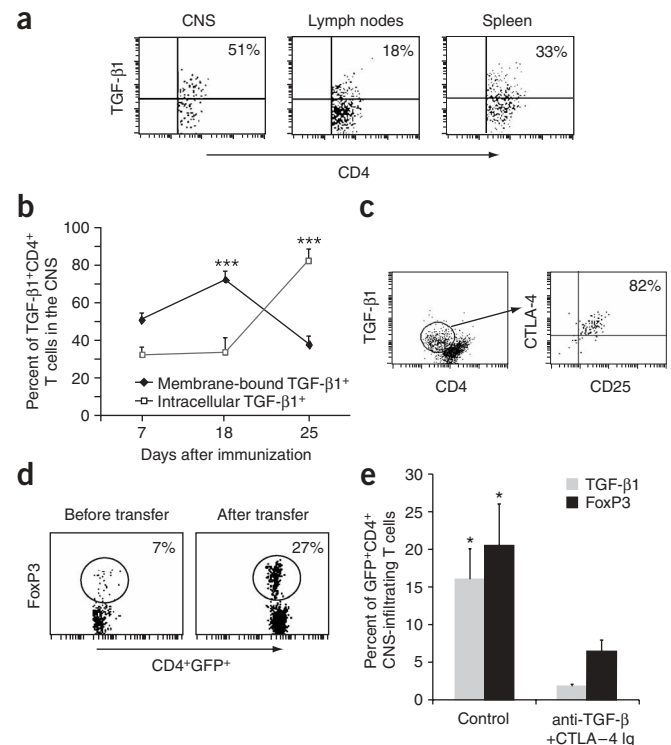 a
CNS
Lymph nodes
Spleen
51%
18%
33%
TGF-β1
CD4
b
Percent of TGF-β1⁺CD4⁺
T cells in the CNS
100
80
60
40
20
0
***
***
Membrane-bound TGF-β1⁺
Intracellular TGF-β1⁺
7
18
25
Days after immunization
c
TGF-β1
CD4
CTLA-4
82%
CD25
d
Before transfer
After transfer
7%
27%
FoxP3
CD4⁺GFP⁺
e
Percent of GFP⁺CD4⁺
CNS-infiltrating T cells
30
25
20
15
10
5
0
TGF-β1
FoxP3
*
*
Control
anti-TGF-β
+CTLA–4 Ig